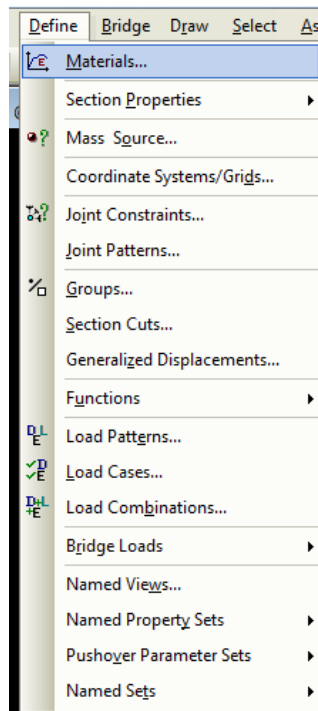 Define Bridge Draw Select As
Materials...
Section Properties
Mass Source...
Coordinate Systems/Grids...
Joint Constraints...
Joint Patterns...
Groups...
Section Cuts...
Generalized Displacements...
Functions
Load Patterns...
Load Cases...
Load Combinations...
Bridge Loads
Named Views...
Named Property Sets
Pushover Parameter Sets
Named Sets